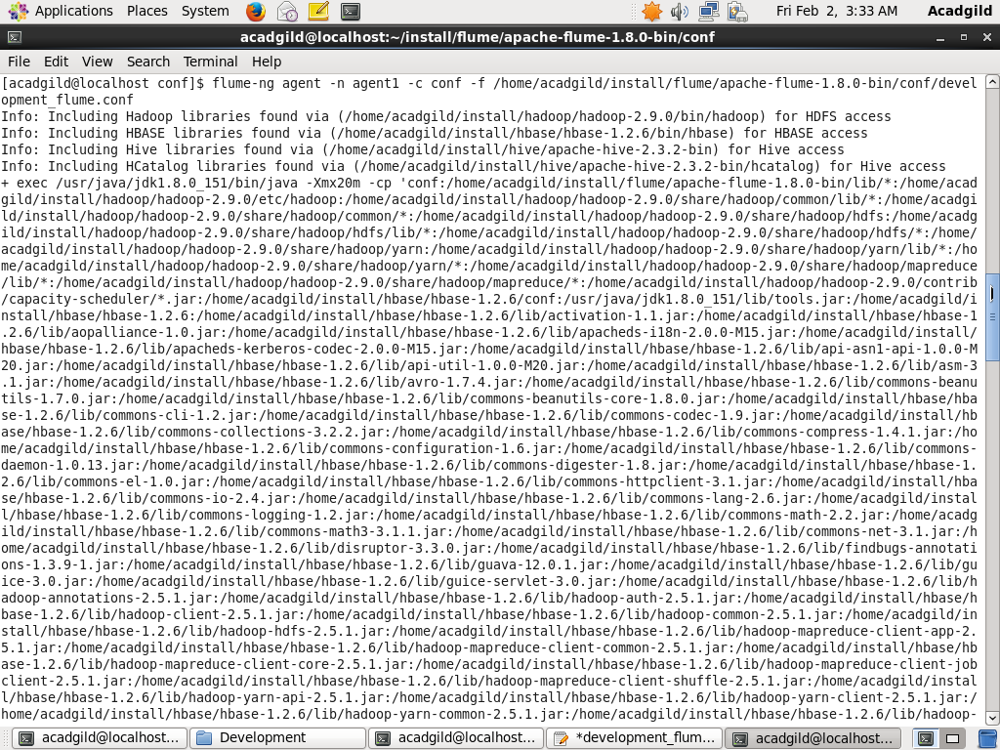 Applications Places System Fri Feb 2, 3:33 AM Acadgild
acadgild@localhost:~/install/flume/apache-flume-1.8.0-bin/conf
File Edit View Search Terminal Help
[acadgild@localhost conf]$ flume-ng agent -n agent1 -c conf -f /home/acadgild/install/flume/apache-flume-1.8.0-bin/conf/devel
opment_flume.conf
Info: Including Hadoop libraries found via (/home/acadgild/install/hadoop/hadoop-2.9.0/bin/hadoop) for HDFS access
Info: Including HBASE libraries found via (/home/acadgild/install/hbase/hbase-1.2.6/bin/hbase) for HBASE access
Info: Including Hive libraries found via (/home/acadgild/install/hive/apache-hive-2.3.2-bin) for Hive access
Info: Including HCatalog libraries found via (/home/acadgild/install/hive/apache-hive-2.3.2-bin/hcatalog) for Hive access
+ exec /usr/java/jdk1.8.0_151/bin/java -Xmx20m -cp 'conf:/home/acadgild/install/flume/apache-flume-1.8.0-bin/lib/*:/home/acad
gild/install/hadoop/hadoop-2.9.0/etc/hadoop:/home/acadgild/install/hadoop/hadoop-2.9.0/share/hadoop/common/lib/*:/home/acadgi
ld/install/hadoop/hadoop-2.9.0/share/hadoop/common/*:/home/acadgild/install/hadoop/hadoop-2.9.0/share/hadoop/hdfs:/home/acadg
ild/install/hadoop/hadoop-2.9.0/share/hadoop/hdfs/lib/*:/home/acadgild/install/hadoop/hadoop-2.9.0/share/hadoop/hdfs/*:/home/
acadgild/install/hadoop/hadoop-2.9.0/share/hadoop/yarn:/home/acadgild/install/hadoop/hadoop-2.9.0/share/hadoop/yarn/lib/*:/ho
me/acadgild/install/hadoop/hadoop-2.9.0/share/hadoop/yarn/*:/home/acadgild/install/hadoop/hadoop-2.9.0/share/hadoop/mapreduce
/lib/*:/home/acadgild/install/hadoop/hadoop-2.9.0/share/hadoop/mapreduce/*:/home/acadgild/install/hadoop/hadoop-2.9.0/contrib
/capacity-scheduler/*.jar:/home/acadgild/install/hbase/hbase-1.2.6/conf:/usr/java/jdk1.8.0_151/lib/tools.jar:/home/acadgild/i
nstall/hbase/hbase-1.2.6:/home/acadgild/install/hbase/hbase-1.2.6/lib/activation-1.1.jar:/home/acadgild/install/hbase/hbase-1
.2.6/lib/aopalliance-1.0.jar:/home/acadgild/install/hbase/hbase-1.2.6/lib/apacheds-i18n-2.0.0-M15.jar:/home/acadgild/install/
hbase/hbase-1.2.6/lib/apacheds-kerberos-codec-2.0.0-M15.jar:/home/acadgild/install/hbase/hbase-1.2.6/lib/api-asn1-api-1.0.0-M
20.jar:/home/acadgild/install/hbase/hbase-1.2.6/lib/api-util-1.0.0-M20.jar:/home/acadgild/install/hbase/hbase-1.2.6/lib/asm-3
.1.jar:/home/acadgild/install/hbase/hbase-1.2.6/lib/avro-1.7.4.jar:/home/acadgild/install/hbase/hbase-1.2.6/lib/commons-beanu
tils-1.7.0.jar:/home/acadgild/install/hbase/hbase-1.2.6/lib/commons-beanutils-core-1.8.0.jar:/home/acadgild/install/hbase/hba
se-1.2.6/lib/commons-cli-1.2.jar:/home/acadgild/install/hbase/hbase-1.2.6/lib/commons-codec-1.9.jar:/home/acadgild/install/hb
ase/hbase-1.2.6/lib/commons-collections-3.2.2.jar:/home/acadgild/install/hbase/hbase-1.2.6/lib/commons-compress-1.4.1.jar:/ho
me/acadgild/install/hbase/hbase-1.2.6/lib/commons-configuration-1.6.jar:/home/acadgild/install/hbase/hbase-1.2.6/lib/commons-
daemon-1.0.13.jar:/home/acadgild/install/hbase/hbase-1.2.6/lib/commons-digester-1.8.jar:/home/acadgild/install/hbase/hbase-1.
2.6/lib/commons-el-1.0.jar:/home/acadgild/install/hbase/hbase-1.2.6/lib/commons-httpclient-3.1.jar:/home/acadgild/install/hba
se/hbase-1.2.6/lib/commons-io-2.4.jar:/home/acadgild/install/hbase/hbase-1.2.6/lib/commons-lang-2.6.jar:/home/acadgild/instal
l/hbase/hbase-1.2.6/lib/commons-logging-1.2.jar:/home/acadgild/install/hbase/hbase-1.2.6/lib/commons-math-2.2.jar:/home/acadg
ild/install/hbase/hbase-1.2.6/lib/commons-math3-3.1.1.jar:/home/acadgild/install/hbase/hbase-1.2.6/lib/commons-net-3.1.jar:/h
ome/acadgild/install/hbase/hbase-1.2.6/lib/disruptor-3.3.0.jar:/home/acadgild/install/hbase/hbase-1.2.6/lib/findbugs-annotati
ons-1.3.9-1.jar:/home/acadgild/install/hbase/hbase-1.2.6/lib/guava-12.0.1.jar:/home/acadgild/install/hbase/hbase-1.2.6/lib/gu
ice-3.0.jar:/home/acadgild/install/hbase/hbase-1.2.6/lib/guice-servlet-3.0.jar:/home/acadgild/install/hbase/hbase-1.2.6/lib/h
adoop-annotations-2.5.1.jar:/home/acadgild/install/hbase/hbase-1.2.6/lib/hadoop-auth-2.5.1.jar:/home/acadgild/install/hbase/h
base-1.2.6/lib/hadoop-client-2.5.1.jar:/home/acadgild/install/hbase/hbase-1.2.6/lib/hadoop-common-2.5.1.jar:/home/acadgild/in
stall/hbase/hbase-1.2.6/lib/hadoop-hdfs-2.5.1.jar:/home/acadgild/install/hbase/hbase-1.2.6/lib/hadoop-mapreduce-client-app-2.
5.1.jar:/home/acadgild/install/hbase/hbase-1.2.6/lib/hadoop-mapreduce-client-common-2.5.1.jar:/home/acadgild/install/hbase/hb
ase-1.2.6/lib/hadoop-mapreduce-client-core-2.5.1.jar:/home/acadgild/install/hbase/hbase-1.2.6/lib/hadoop-mapreduce-client-job
client-2.5.1.jar:/home/acadgild/install/hbase/hbase-1.2.6/lib/hadoop-mapreduce-client-shuffle-2.5.1.jar:/home/acadgild/instal
l/hbase/hbase-1.2.6/lib/hadoop-yarn-api-2.5.1.jar:/home/acadgild/install/hbase/hbase-1.2.6/lib/hadoop-yarn-client-2.5.1.jar:/
home/acadgild/install/hbase/hbase-1.2.6/lib/hadoop-yarn-common-2.5.1.jar:/home/acadgild/install/hbase/hbase-1.2.6/lib/hadoop-
acadgild@localhost... Development acadgild@localhost... *development_flum... acadgild@localhost...